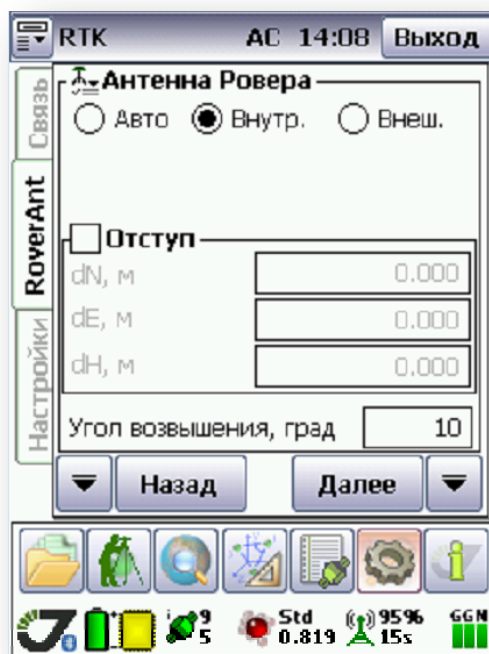 RTK AC 14:08 Выход
Связь
RoverAnt
Настройки
Антенна Ровера
Авто Внутр. Внеш.
Отступ
dN, м 0.000
dE, м 0.000
dH, м 0.000
Угол возвышения, град 10
Назад Далее
9 Std 95% GGN
5 0.819 15s